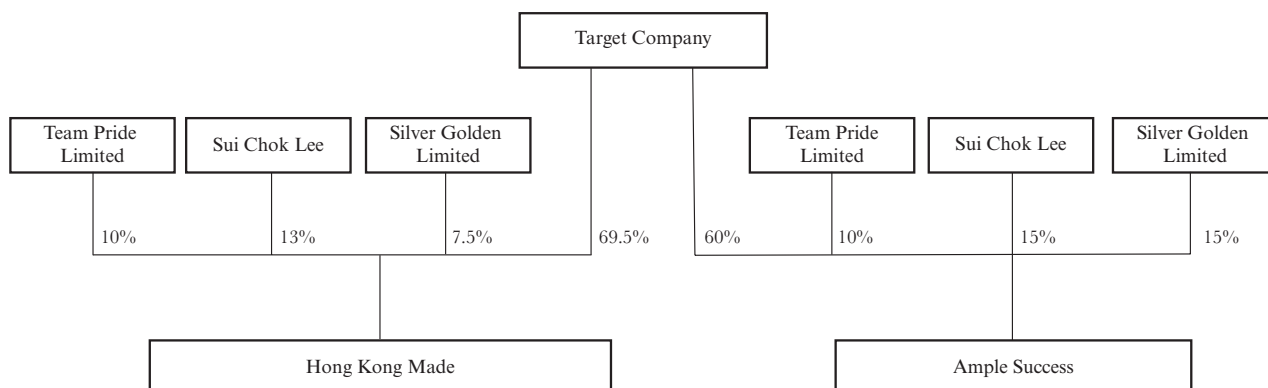 Target Company
Team Pride
Limited
Sui Chok Lee
Silver Golden
Limited
Team Pride
Limited
Sui Chok Lee
Silver Golden
Limited
10%
13%
7.5%
69.5%
60%
10%
15%
15%
Hong Kong Made
Ample Success